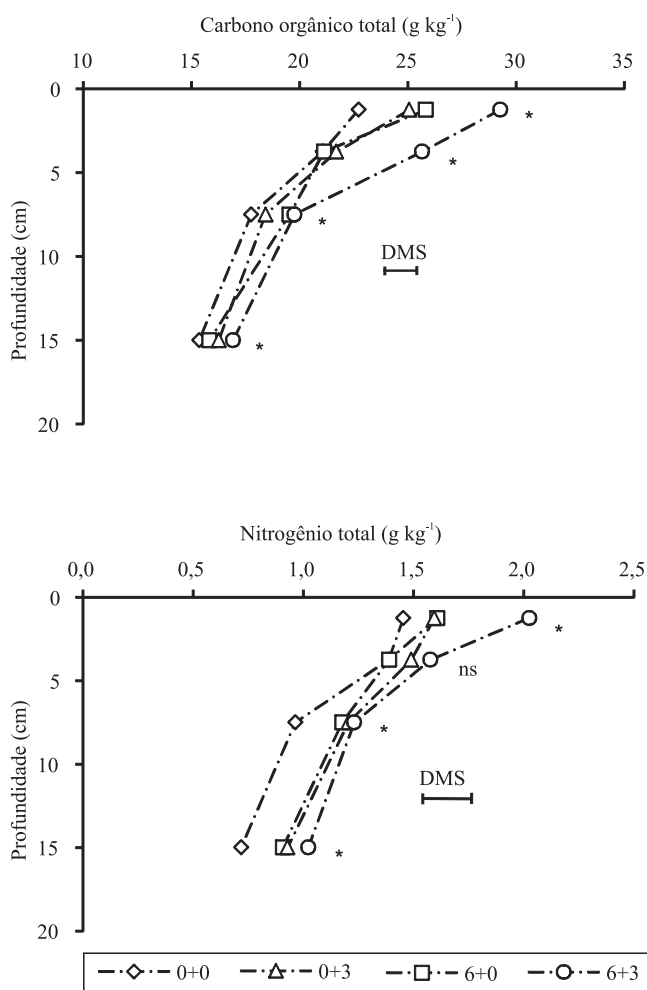 Carbono orgânico total (g kg⁻¹)
10 15 20 25 30 35
0
5
10
15
20
Profundidade (cm)
*
*
*
DMS
*
Nitrogênio total (g kg⁻¹)
0,0 0,5 1,0 1,5 2,0 2,5
0
5
10
15
20
Profundidade (cm)
*
ns
*
DMS
*
0+0 0+3 6+0 6+3